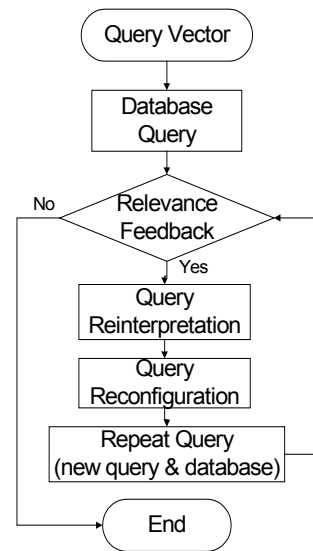 Query Vector
Database
Query
No
Relevance
Feedback
Yes
Query
Reinterpretation
Query
Reconfiguration
Repeat Query
(new query & database)
End